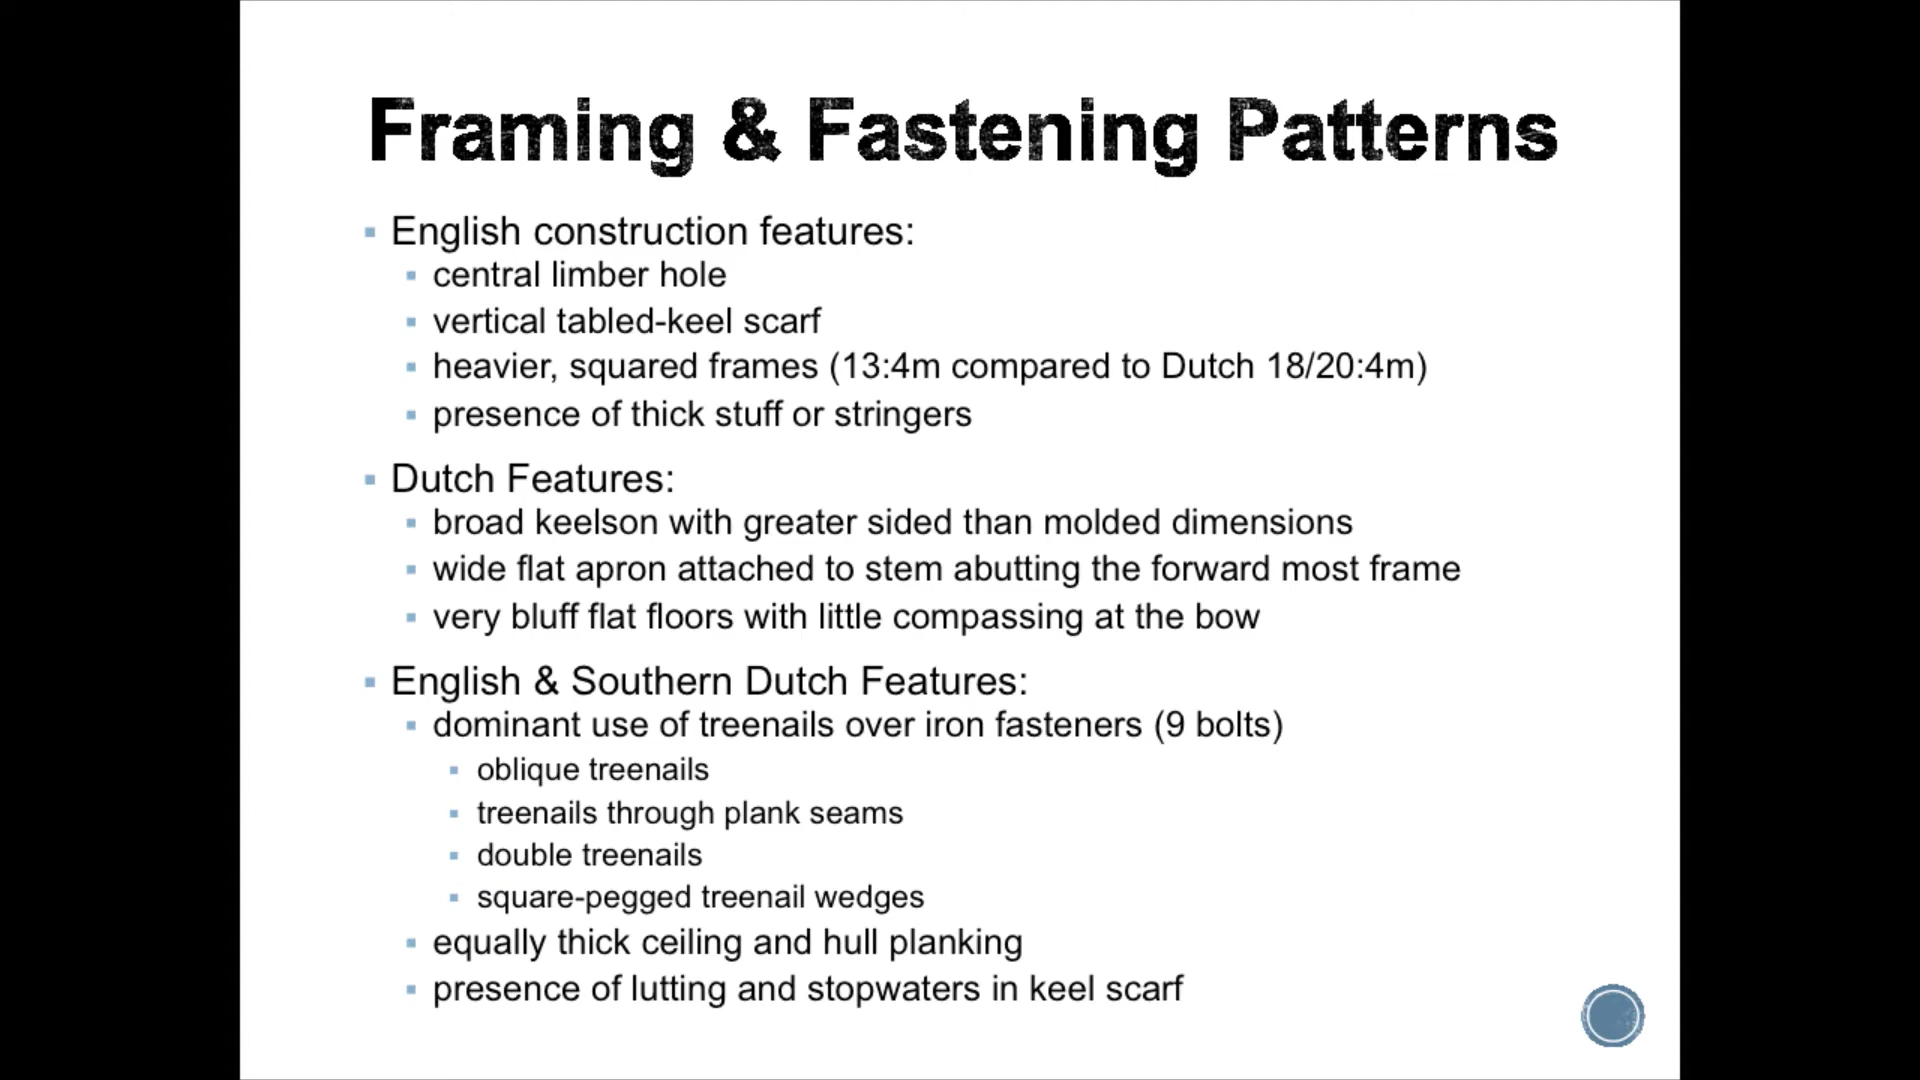 Framing & Fastening Patterns
English construction features:
central limber hole
vertical tabled-keel scarf
heavier, squared frames (13:4m compared to Dutch 18/20:4m)
presence of thick stuff or stringers
Dutch Features:
broad keelson with greater sided than molded dimensions
wide flat apron attached to stem abutting the forward most frame
very bluff flat floors with little compassing at the bow
English & Southern Dutch Features:
dominant use of treenails over iron fasteners (9 bolts)
oblique treenails
treenails through plank seams
double treenails
square-pegged treenail wedges
equally thick ceiling and hull planking
presence of lutting and stopwaters in keel scarf